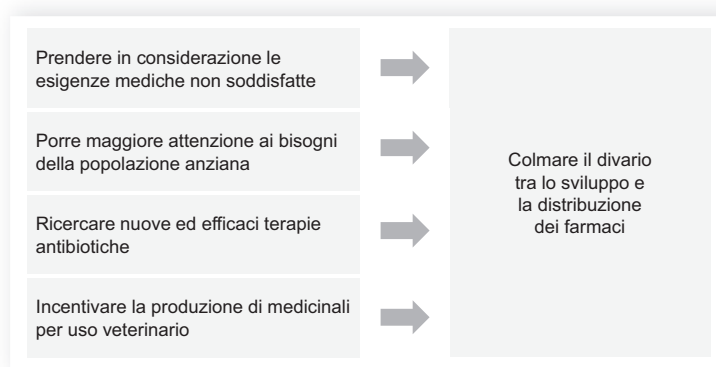 Prendere in considerazione le
esigenze mediche non soddisfatte
Porre maggiore attenzione ai bisogni
della popolazione anziana
Ricercare nuove ed efficaci terapie
antibiotiche
Incentivare la produzione di medicinali
per uso veterinario
Colmare il divario
tra lo sviluppo e
la distribuzione
dei farmaci